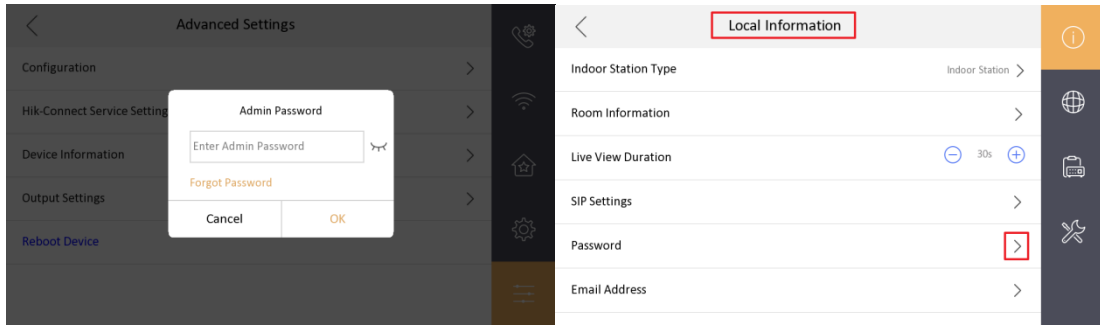 Advanced Settings
Configuration
Hik-Connect Service Setting
Device Information
Output Settings
Reboot Device
Admin Password
Enter Admin Password
Forgot Password
Cancel OK
Local Information
Indoor Station Type Indoor Station
Room Information
Live View Duration 30s
SIP Settings
Password
Email Address